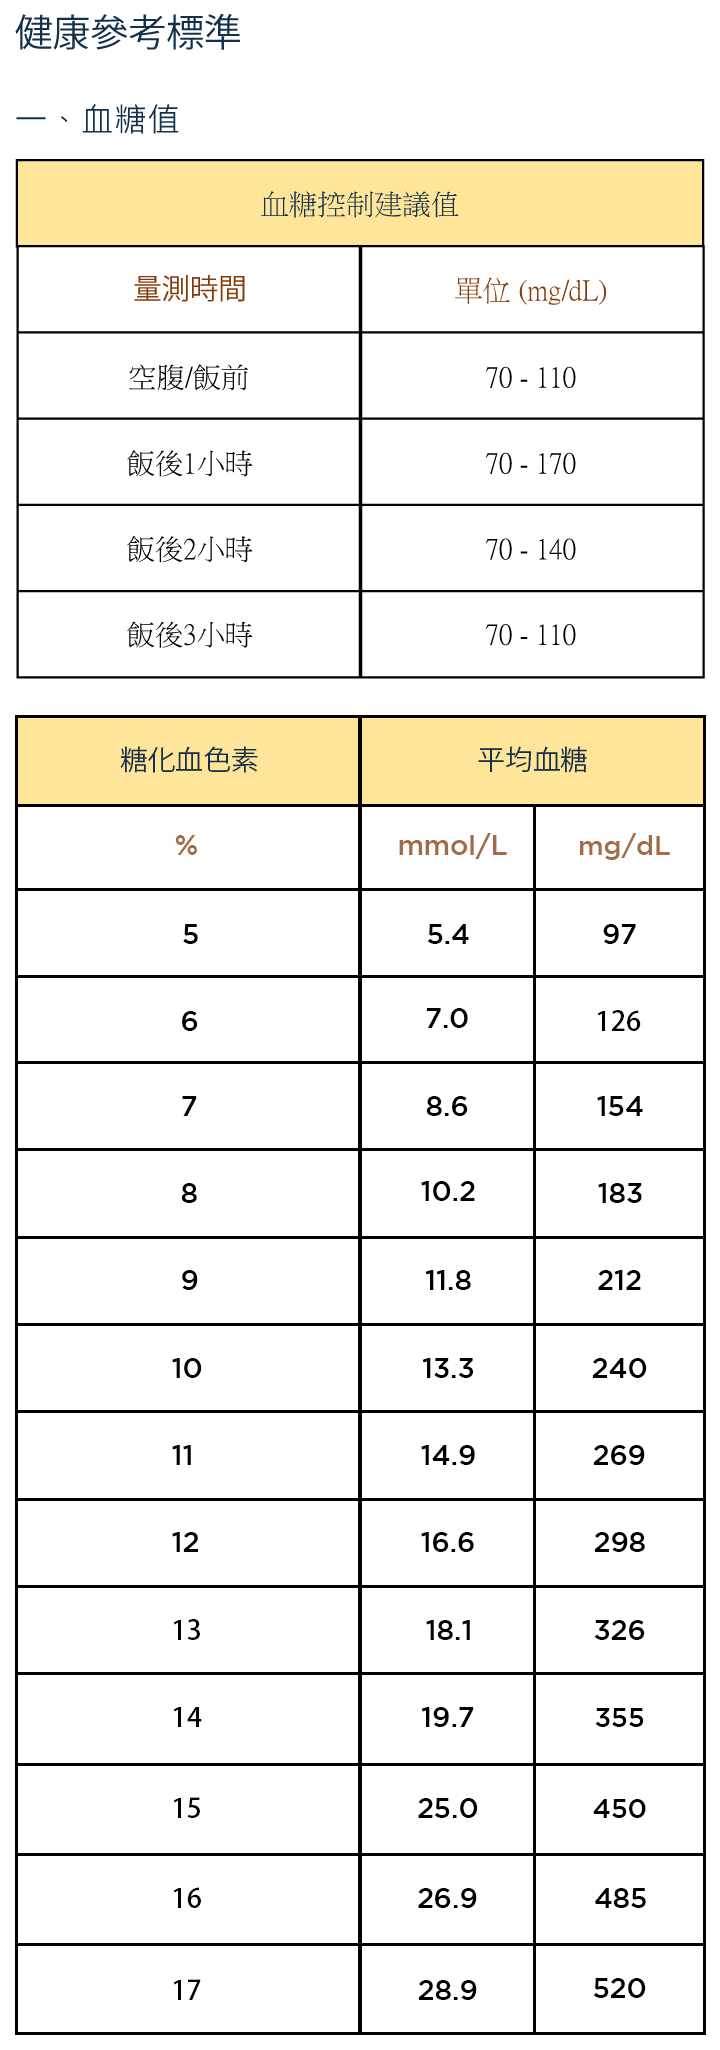 健康參考標準
一、血糖值
血糖控制建議值
量測時間 單位 (mg/dL)
空腹/飯前 70 - 110
飯後1小時 70 - 170
飯後2小時 70 - 140
飯後3小時 70 - 110
糖化血色素 平均血糖
% mmol/L mg/dL
5 5.4 97
6 7.0 126
7 8.6 154
8 10.2 183
9 11.8 212
10 13.3 240
11 14.9 269
12 16.6 298
13 18.1 326
14 19.7 355
15 25.0 450
16 26.9 485
17 28.9 520